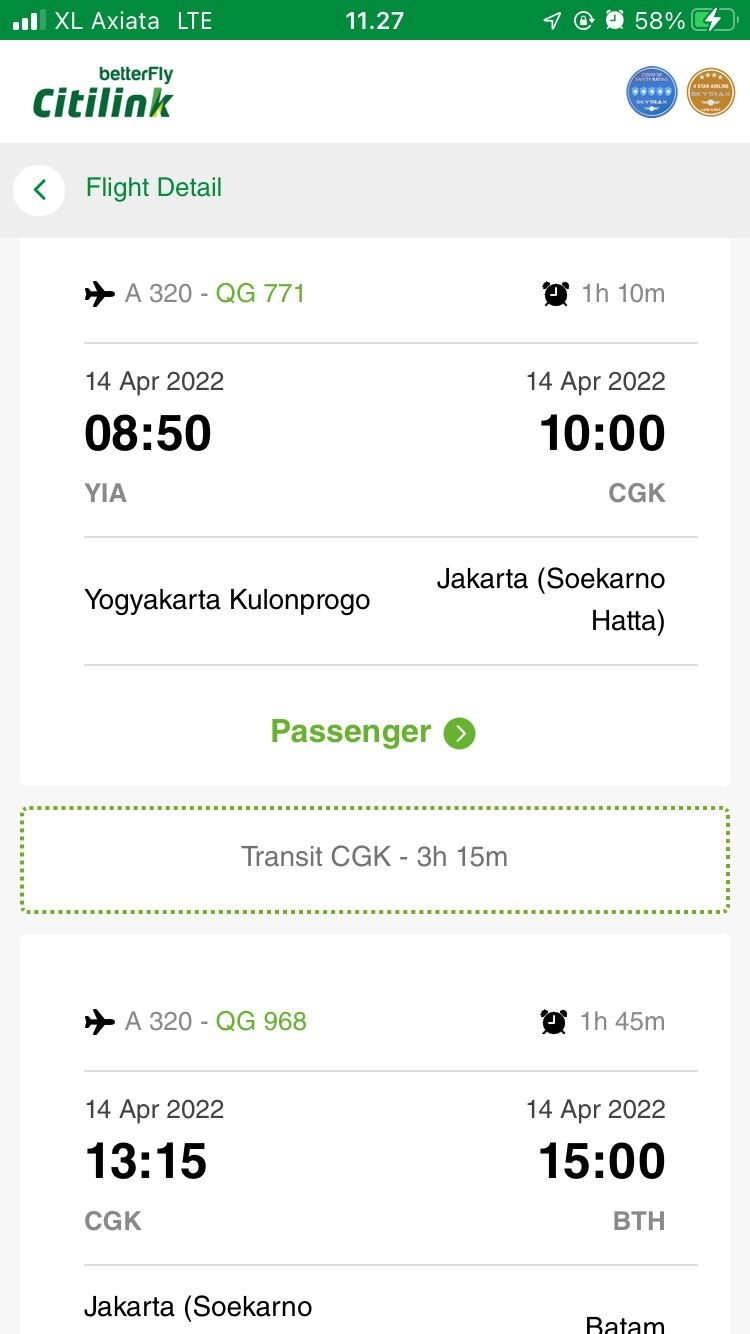 XL Axiata LTE 11.27 58%
betterFly
Citilink
COVID-19
SAFETY RATING
SKYTRAX
4 STAR AIRLINE
SKYTRAX
Flight Detail
A 320 - QG 771 1h 10m
14 Apr 2022 14 Apr 2022
08:50 10:00
YIA CGK
Yogyakarta Kulonprogo Jakarta (Soekarno
Hatta)
Passenger
Transit CGK - 3h 15m
A 320 - QG 968 1h 45m
14 Apr 2022 14 Apr 2022
13:15 15:00
CGK BTH
Jakarta (Soekarno
Batam